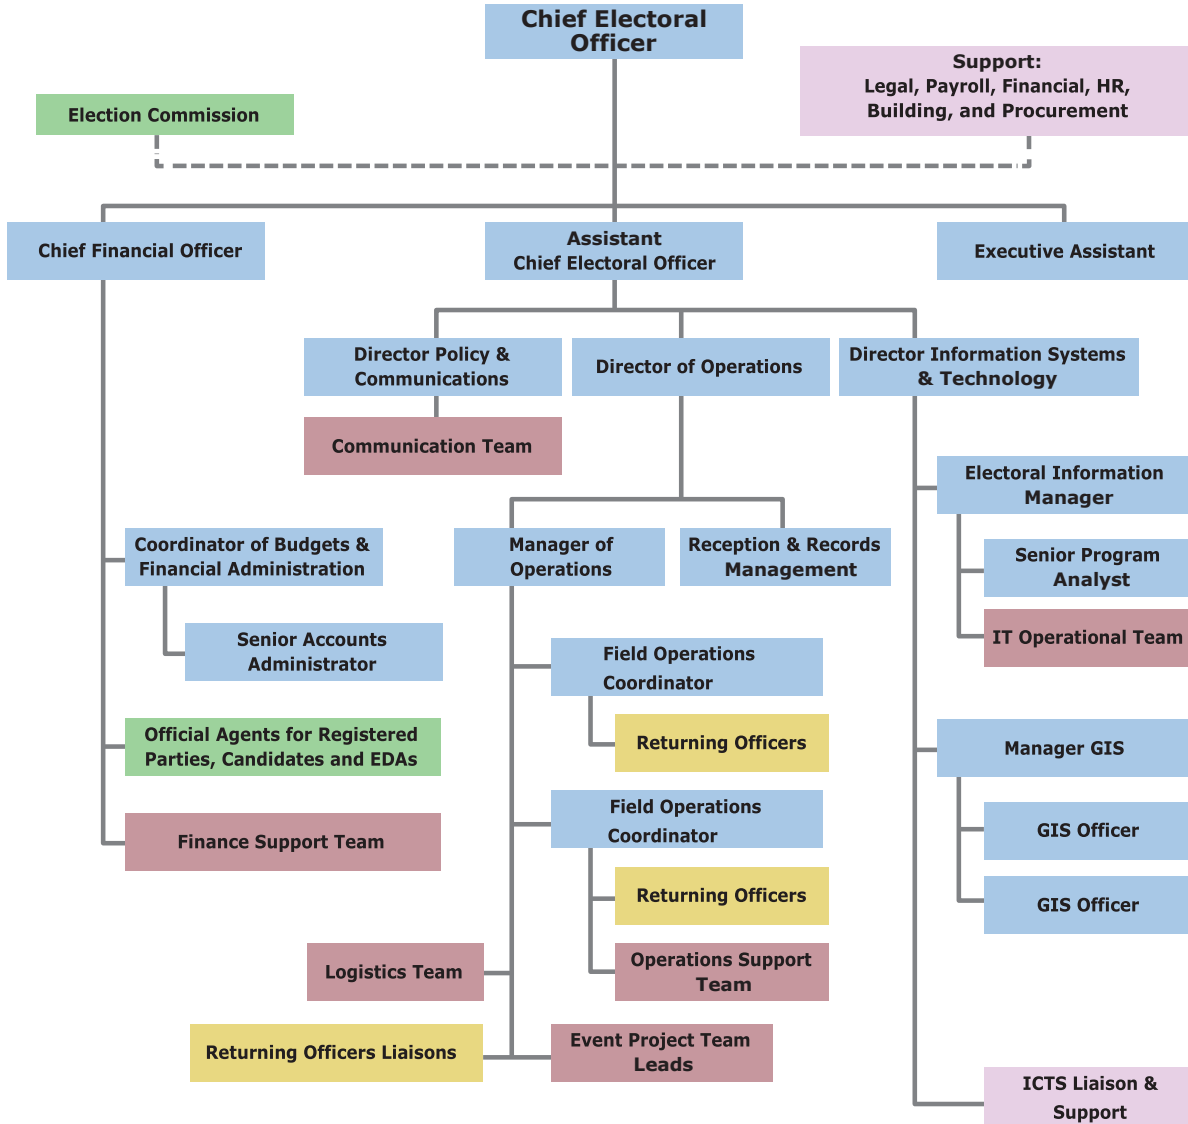 Chief Electoral
Officer
Support:
Legal, Payroll, Financial, HR,
Building, and Procurement
Election Commission
Chief Financial Officer
Assistant
Chief Electoral Officer
Executive Assistant
Director Policy &
Communications
Director of Operations
Director Information Systems
& Technology
Communication Team
Electoral Information
Manager
Coordinator of Budgets &
Financial Administration
Manager of
Operations
Reception & Records
Management
Senior Program
Analyst
Senior Accounts
Administrator
IT Operational Team
Field Operations
Coordinator
Official Agents for Registered
Parties, Candidates and EDAs
Returning Officers
Manager GIS
Finance Support Team
Field Operations
Coordinator
GIS Officer
Returning Officers
GIS Officer
Logistics Team
Operations Support
Team
Returning Officers Liaisons
Event Project Team
Leads
ICTS Liaison &
Support